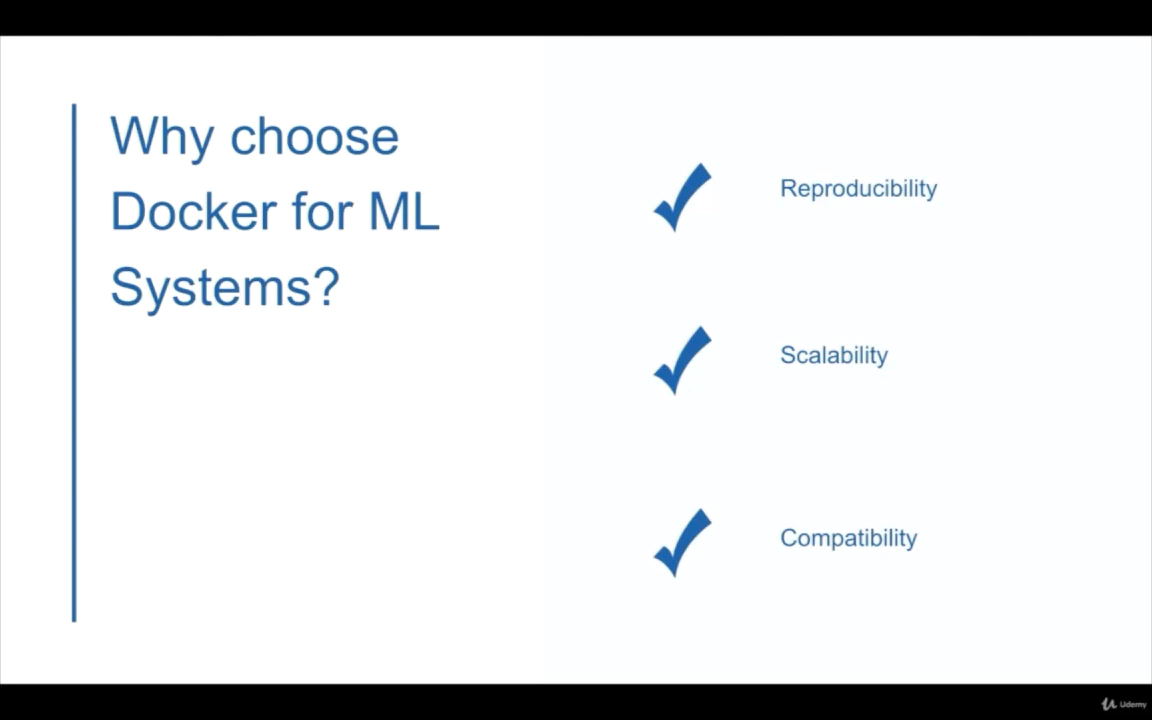 Why choose
Docker for ML
Systems?
Reproducibility
Scalability
Compatibility
Udemy